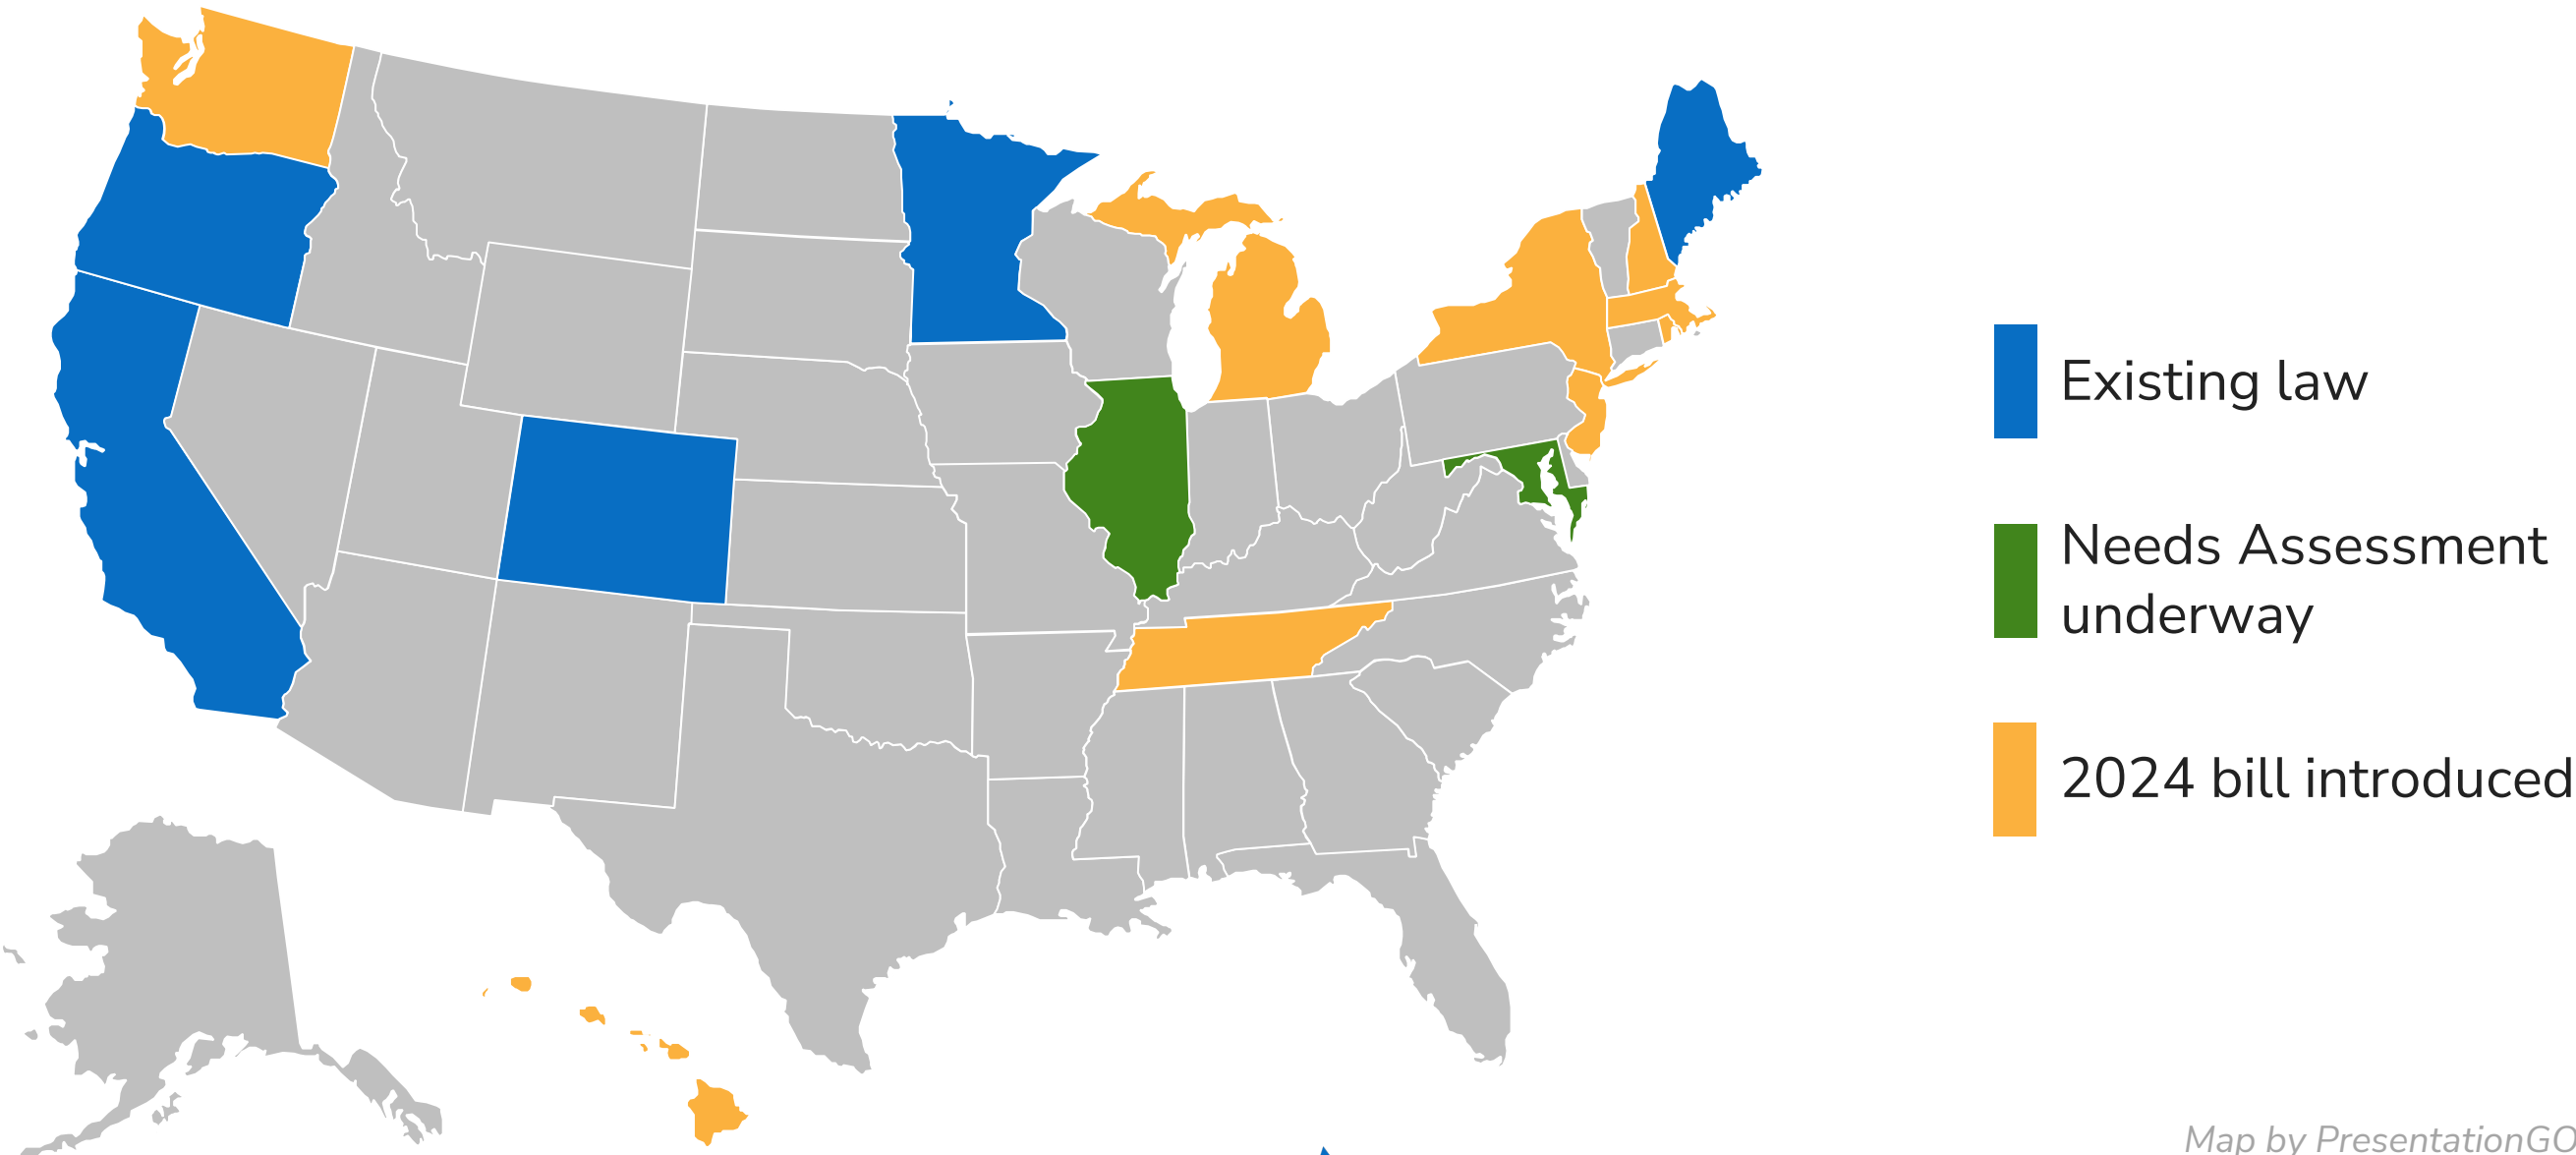 Existing law
Needs Assessment
underway
2024 bill introduced
Map by PresentationGO